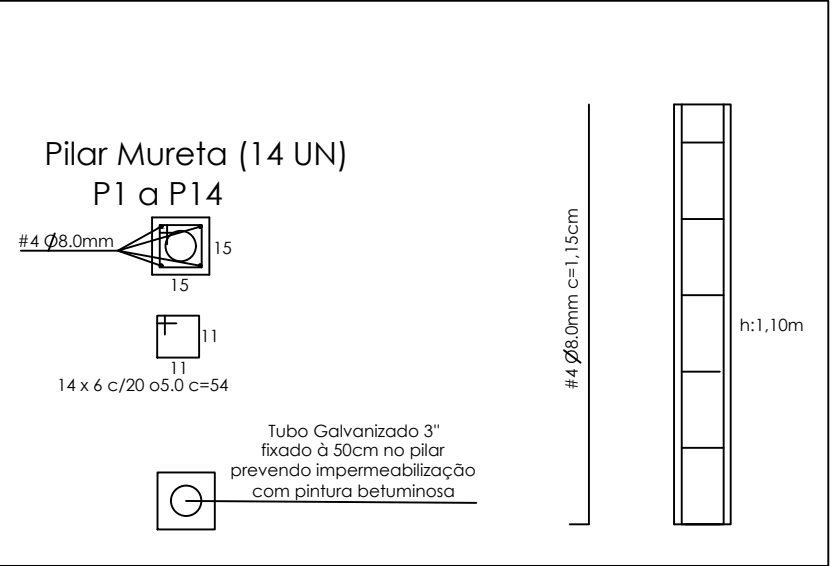 Pilar Mureta (14 UN)
P1 a P14
#4 Ø8.0mm
15
15
11
11
14 x 6 c/20 o5.0 c=54
Tubo Galvanizado 3"
fixado à 50cm no pilar
prevendo impermeabilização
com pintura betuminosa
#4 Ø8.0mm c=1,15cm
h:1,10m